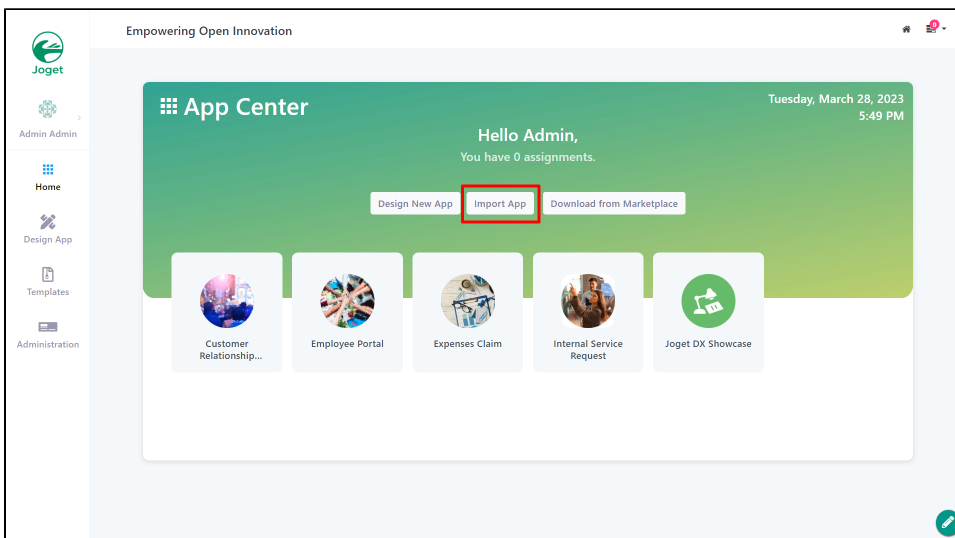 Empowering Open Innovation
0
Joget
Admin Admin
Home
Design App
Templates
Administration
App Center
Tuesday, March 28, 2023
5:49 PM
Hello Admin,
You have 0 assignments.
Design New App
Import App
Download from Marketplace
Customer
Relationship...
Employee Portal
Expenses Claim
Internal Service
Request
Joget DX Showcase